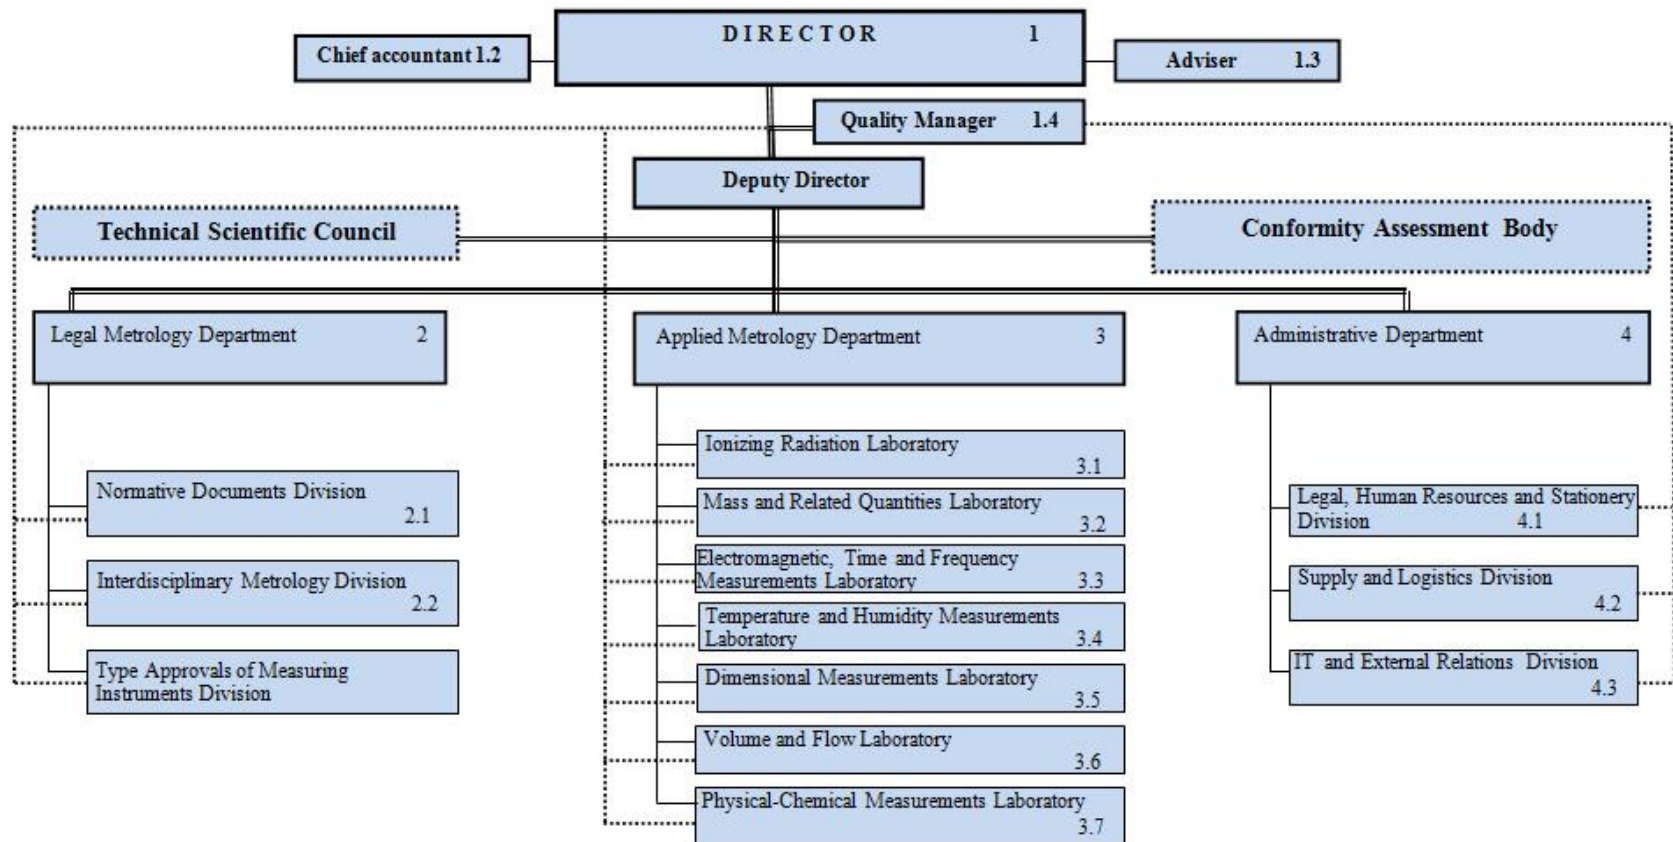 DIRECTOR 1
Chief accountant 1.2
Adviser 1.3
Quality Manager 1.4
Deputy Director
Technical Scientific Council
Conformity Assessment Body
Legal Metrology Department 2
Applied Metrology Department 3
Administrative Department 4
Normative Documents Division
2.1
Interdisciplinary Metrology Division
2.2
Type Approvals of Measuring
Instruments Division
Ionizing Radiation Laboratory
3.1
Mass and Related Quantities Laboratory
3.2
Electromagnetic, Time and Frequency
Measurements Laboratory 3.3
Temperature and Humidity Measurements
Laboratory 3.4
Dimensional Measurements Laboratory
3.5
Volume and Flow Laboratory
3.6
Physical-Chemical Measurements Laboratory
3.7
Legal, Human Resources and Stationery
Division 4.1
Supply and Logistics Division
4.2
IT and External Relations Division
4.3